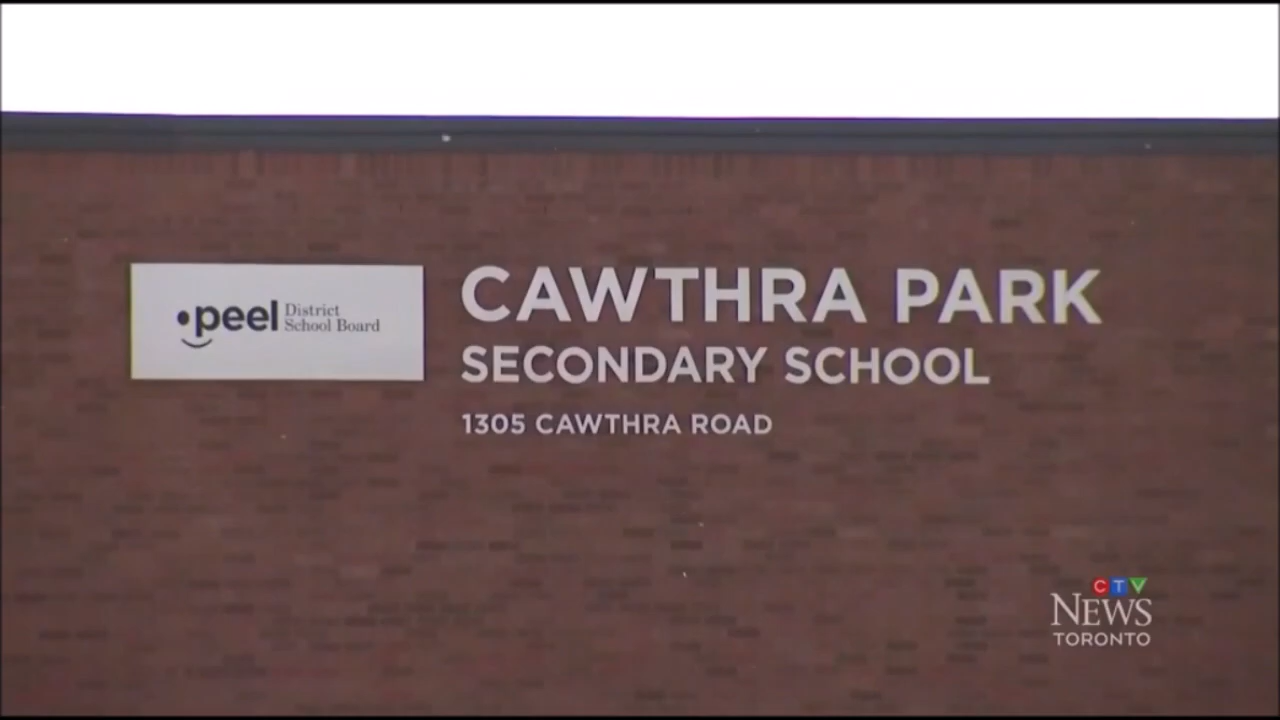 peel District
School Board
CAWTHRA PARK
SECONDARY SCHOOL
1305 CAWTHRA ROAD
CTV
NEWS
TORONTO